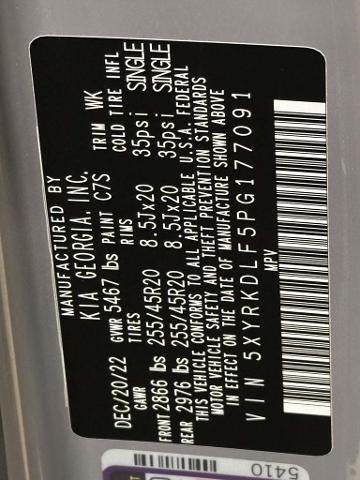 MANUFACTURED BY
KIA GEORGIA, INC.
DEC/20/22 GVWR 5467 lbs PAINT C7S TRIM WK
GAWR TIRES RIMS COLD TIRE INFL
FRONT 2866 lbs 255/45R20 8.5Jx20 35psi SINGLE
REAR 2976 lbs 255/45R20 8.5Jx20 35psi SINGLE
THIS VEHICLE CONFORMS TO ALL APPLICABLE U.S.A. FEDERAL
MOTOR VEHICLE SAFETY AND THEFT PREVENTION STANDARDS
IN EFFECT ON THE DATE OF MANUFACTURE SHOWN ABOVE
VIN 5XYRKDLF5PG177091
MPV
5410